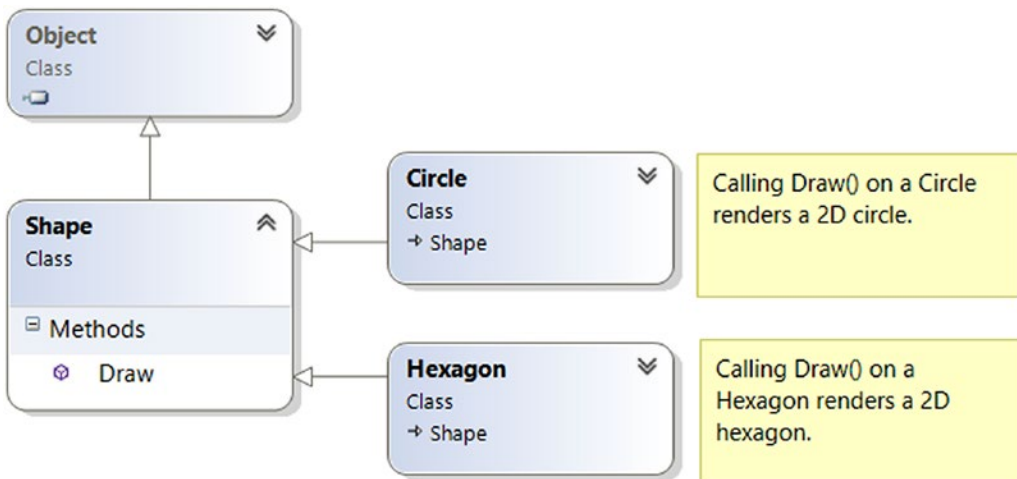 Object
Class
Shape
Class
Methods
Draw
Circle
Class
Shape
Calling Draw() on a Circle
renders a 2D circle.
Hexagon
Class
Shape
Calling Draw() on a
Hexagon renders a 2D
hexagon.